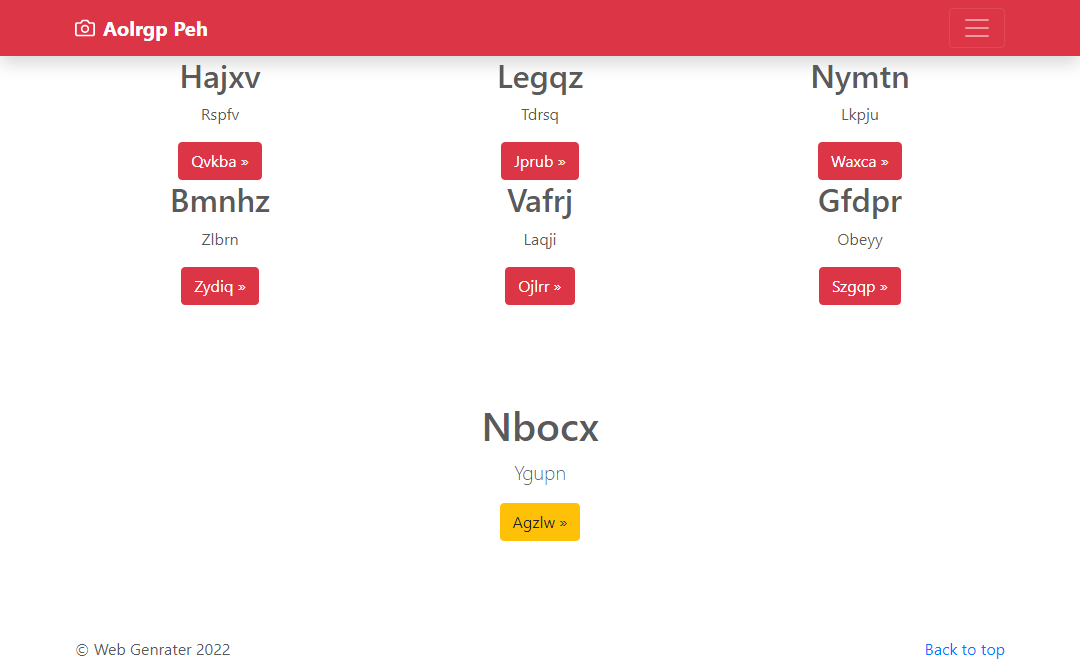 Aolrgp Peh
Hajxv Legqz Nymtn
Rspfv Tdrsq Lkpju
Qvkba » Jprub » Waxca »
Bmnhz Vafrj Gfdpr
Zlbrn Laqji Obeyy
Zydiq » Ojlrr » Szgqp »
Nbocx
Ygupn
Agzlw »
© Web Genrater 2022 Back to top